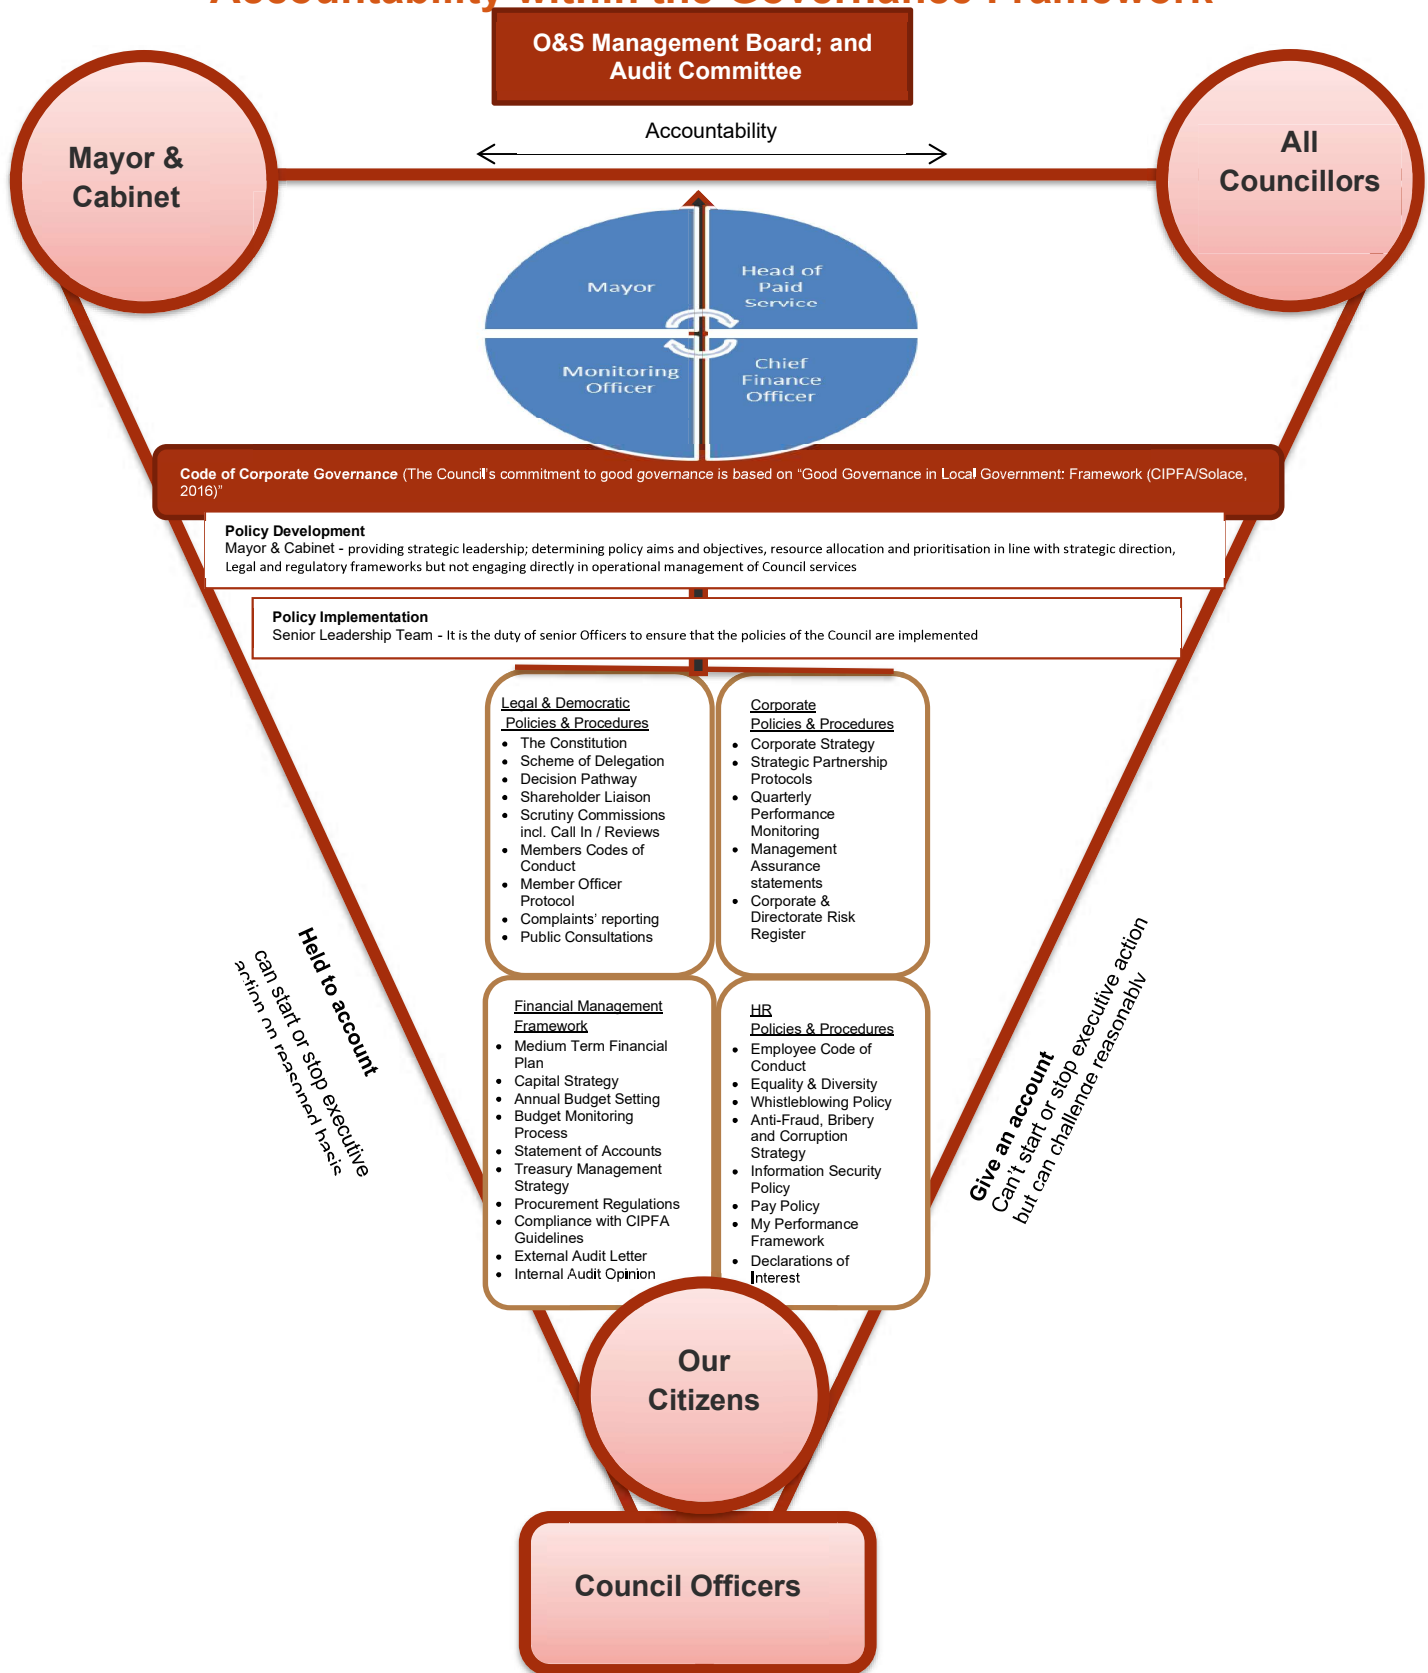 Accountability within the Governance Framework
O&S Management Board; and
Audit Committee
Accountability
Mayor &
Cabinet
All
Councillors
Mayor
Head of
Paid
Service
Monitoring
Officer
Chief
Finance
Officer
Code of Corporate Governance (The Council's commitment to good governance is based on "Good Governance in Local Government: Framework (CIPFA/Solace,
2016)"
Policy Development
Mayor & Cabinet - providing strategic leadership; determining policy aims and objectives, resource allocation and prioritisation in line with strategic direction,
Legal and regulatory frameworks but not engaging directly in operational management of Council services
Policy Implementation
Senior Leadership Team - It is the duty of senior Officers to ensure that the policies of the Council are implemented
Legal & Democratic
Policies & Procedures
• The Constitution
• Scheme of Delegation
• Decision Pathway
• Shareholder Liaison
• Scrutiny Commissions
incl. Call In / Reviews
• Members Codes of
Conduct
• Member Officer
Protocol
• Complaints' reporting
• Public Consultations
Corporate
Policies & Procedures
• Corporate Strategy
• Strategic Partnership
Protocols
• Quarterly
Performance
Monitoring
• Management
Assurance
statements
• Corporate &
Directorate Risk
Register
Held to account
can start or stop executive
action on reasoned basis
Give an account
Can't start or stop executive action
but can challenge reasonably
Financial Management
Framework
• Medium Term Financial
Plan
• Capital Strategy
• Annual Budget Setting
• Budget Monitoring
Process
• Statement of Accounts
• Treasury Management
Strategy
• Procurement Regulations
• Compliance with CIPFA
Guidelines
• External Audit Letter
• Internal Audit Opinion
HR
Policies & Procedures
• Employee Code of
Conduct
• Equality & Diversity
• Whistleblowing Policy
• Anti-Fraud, Bribery
and Corruption
Strategy
• Information Security
Policy
• Pay Policy
• My Performance
Framework
• Declarations of
Interest
Our
Citizens
Council Officers